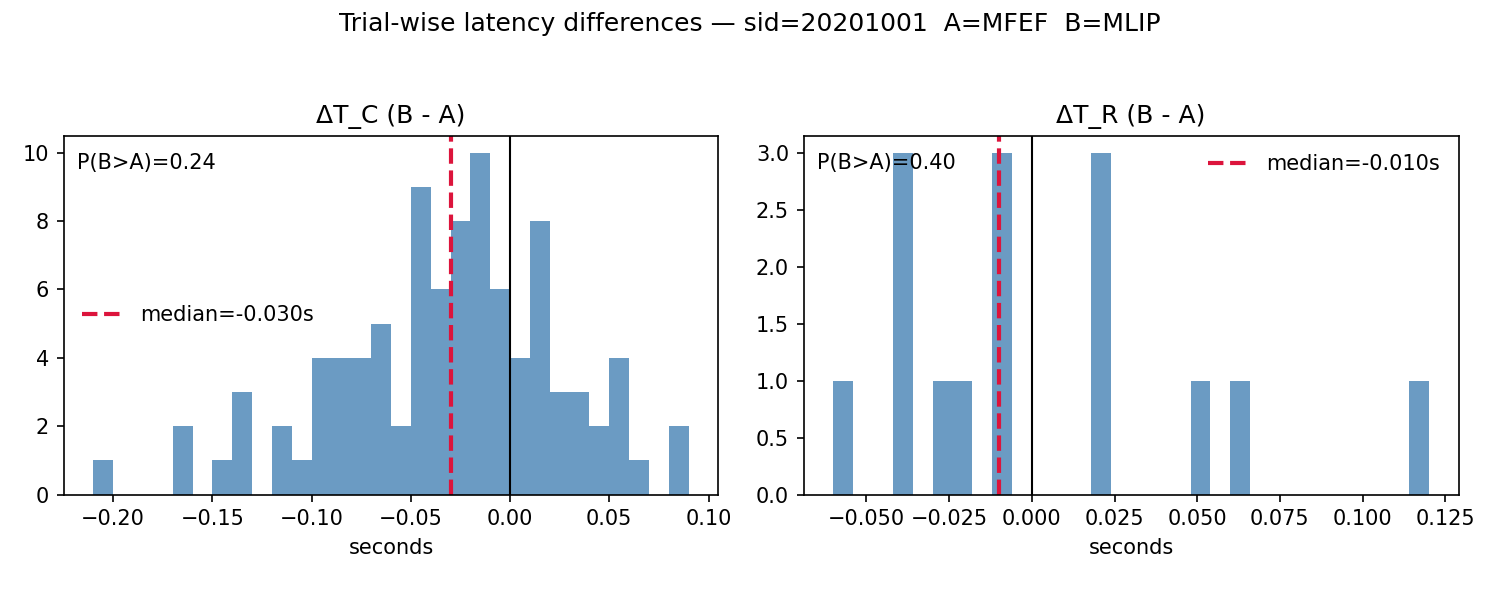 Trial-wise latency differences — sid=20201001  A=MFEF  B=MLIP
ΔT_C (B - A)
10
8
6
4
2
0
P(B>A)=0.24
median=-0.030s
−0.20 −0.15 −0.10 −0.05 0.00 0.05 0.10
seconds
ΔT_R (B - A)
3.0
2.5
2.0
1.5
1.0
0.5
0.0
P(B>A)=0.40
median=-0.010s
−0.050 −0.025 0.000 0.025 0.050 0.075 0.100 0.125
seconds